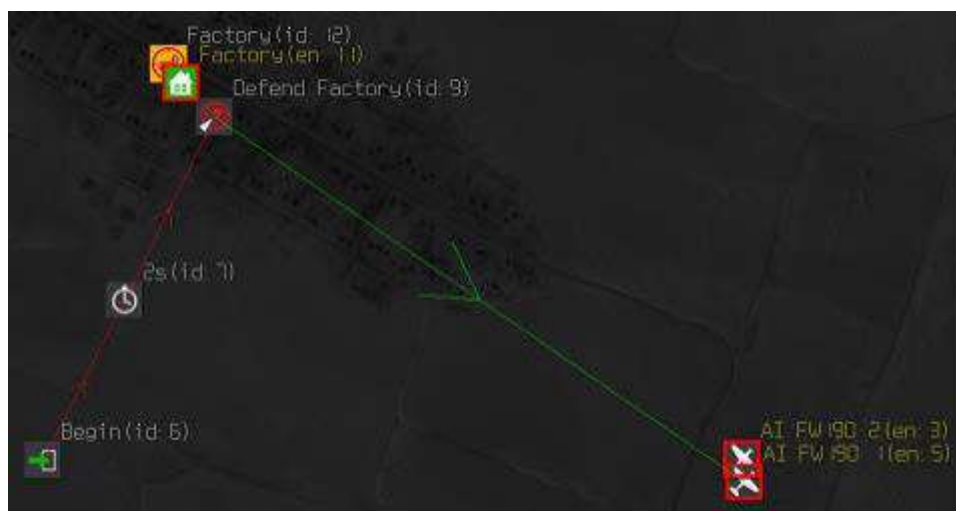 Factory(id: 12)
Factory(en: 11)
Defend Factory(id: 9)
2s(id: 7)
Begin(id: 6)
AI FW190 2(en: 3)
AI FW190 1(en: 5)